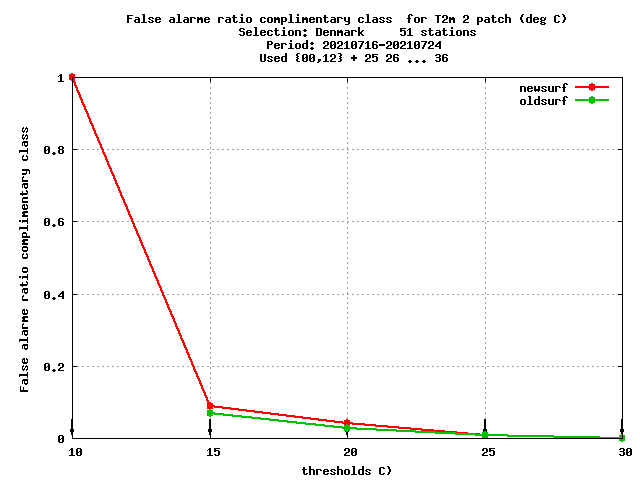 False alarme ratio complimentary class  for T2m 2 patch (deg C)
Selection: Denmark     51 stations
Period: 20210716-20210724
Used {00,12} + 25 26 ... 36
newsurf
oldsurf
False alarme ratio complimentary class
1
0.8
0.6
0.4
0.2
0
10 15 20 25 30
thresholds C)